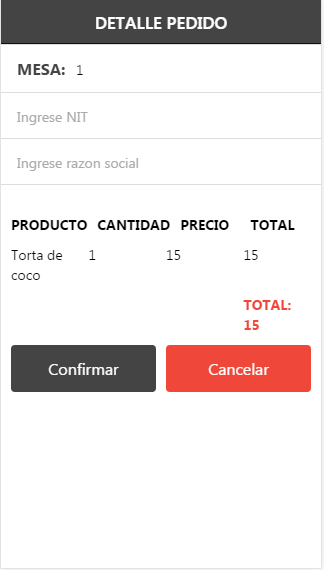 DETALLE PEDIDO
MESA: 1
Ingrese NIT
Ingrese razon social
PRODUCTO CANTIDAD PRECIO TOTAL
Torta de coco 1 15 15
TOTAL:
15
Confirmar Cancelar